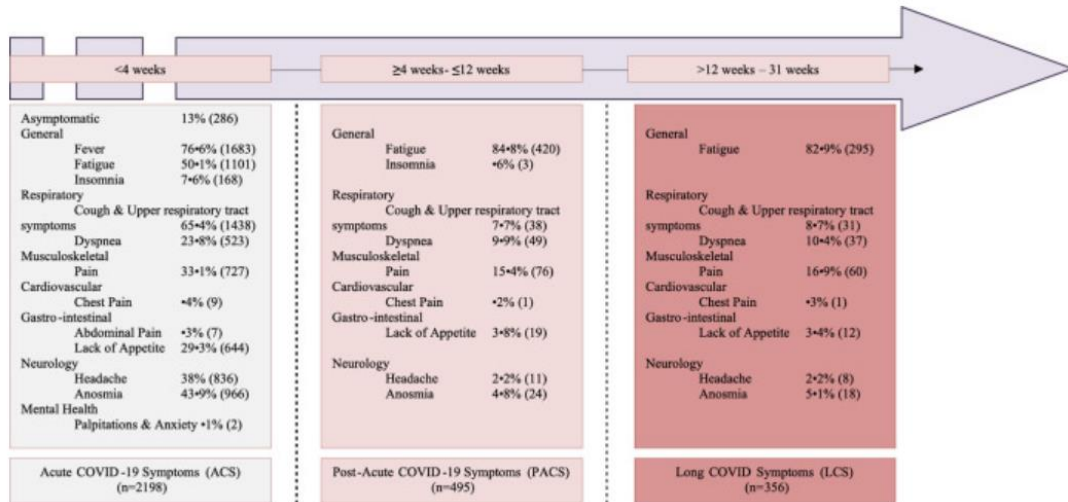 <4 weeks
≥4 weeks- ≤12 weeks
>12 weeks – 31 weeks
Asymptomatic 13% (286)
General
Fever 76•6% (1683)
Fatigue 50•1% (1101)
Insomnia 7•6% (168)
Respiratory
Cough & Upper respiratory tract
symptoms 65•4% (1438)
Dyspnea 23•8% (523)
Musculoskeletal
Pain 33•1% (727)
Cardiovascular
Chest Pain •4% (9)
Gastro-intestinal
Abdominal Pain •3% (7)
Lack of Appetite 29•3% (644)
Neurology
Headache 38% (836)
Anosmia 43•9% (966)
Mental Health
Palpitations & Anxiety •1% (2)
Acute COVID-19 Symptoms (ACS)
(n=2198)
General
Fatigue 84•8% (420)
Insomnia •6% (3)
Respiratory
Cough & Upper respiratory tract
symptoms 7•7% (38)
Dyspnea 9•9% (49)
Musculoskeletal
Pain 15•4% (76)
Cardiovascular
Chest Pain •2% (1)
Gastro-intestinal
Lack of Appetite 3•8% (19)
Neurology
Headache 2•2% (11)
Anosmia 4•8% (24)
Post-Acute COVID-19 Symptoms (PACS)
(n=495)
General
Fatigue 82•9% (295)
Respiratory
Cough & Upper respiratory tract
symptoms 8•7% (31)
Dyspnea 10•4% (37)
Musculoskeletal
Pain 16•9% (60)
Cardiovascular
Chest Pain •3% (1)
Gastro-intestinal
Lack of Appetite 3•4% (12)
Neurology
Headache 2•2% (8)
Anosmia 5•1% (18)
Long COVID Symptoms (LCS)
(n=356)